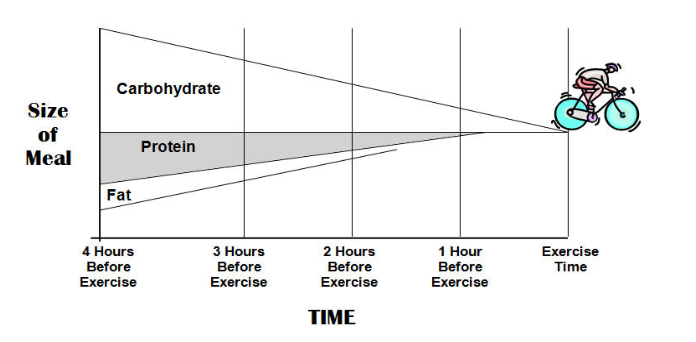 Size
of
Meal
Carbohydrate
Protein
Fat
4 Hours
Before
Exercise
3 Hours
Before
Exercise
2 Hours
Before
Exercise
1 Hour
Before
Exercise
Exercise
Time
TIME